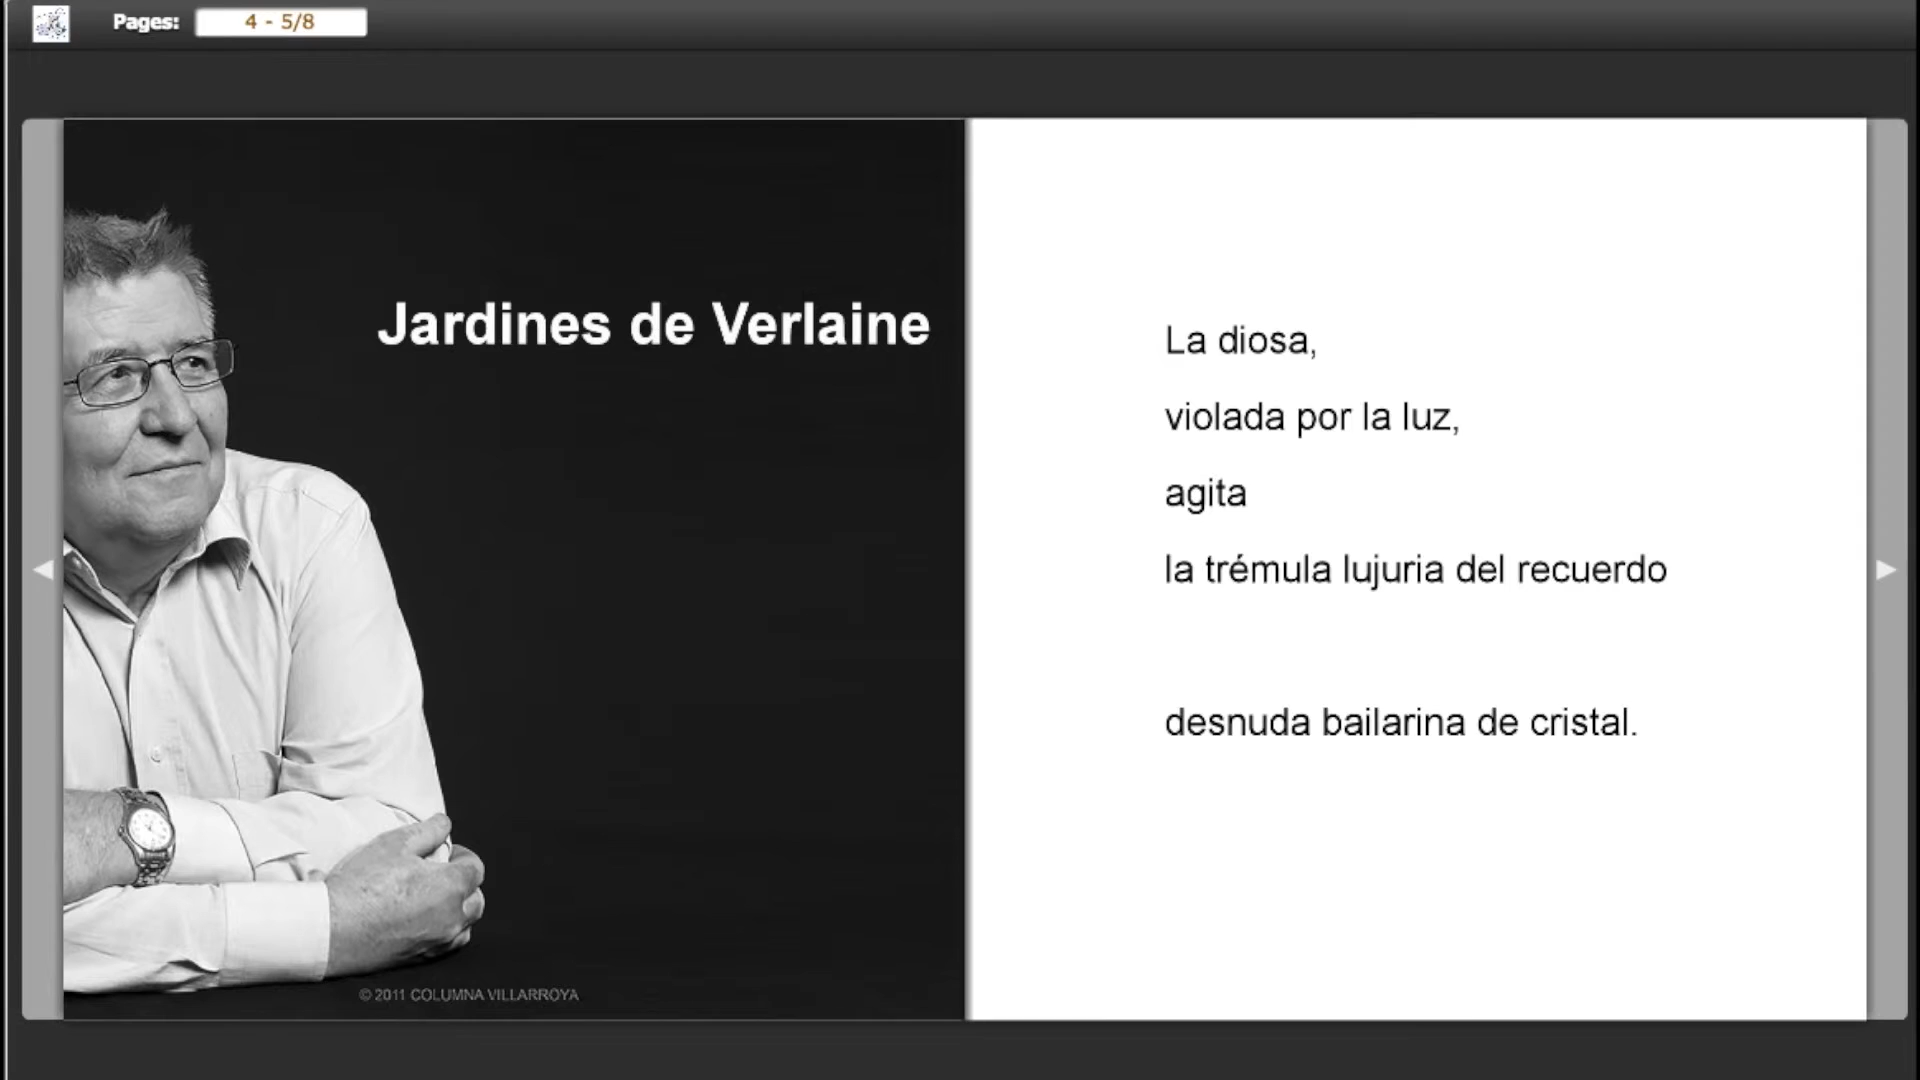 Pages: 4 - 5/8
Jardines de Verlaine
© 2011 COLUMNA VILLARROYA
La diosa,
violada por la luz,
agita
la trémula lujuria del recuerdo
desnuda bailarina de cristal.